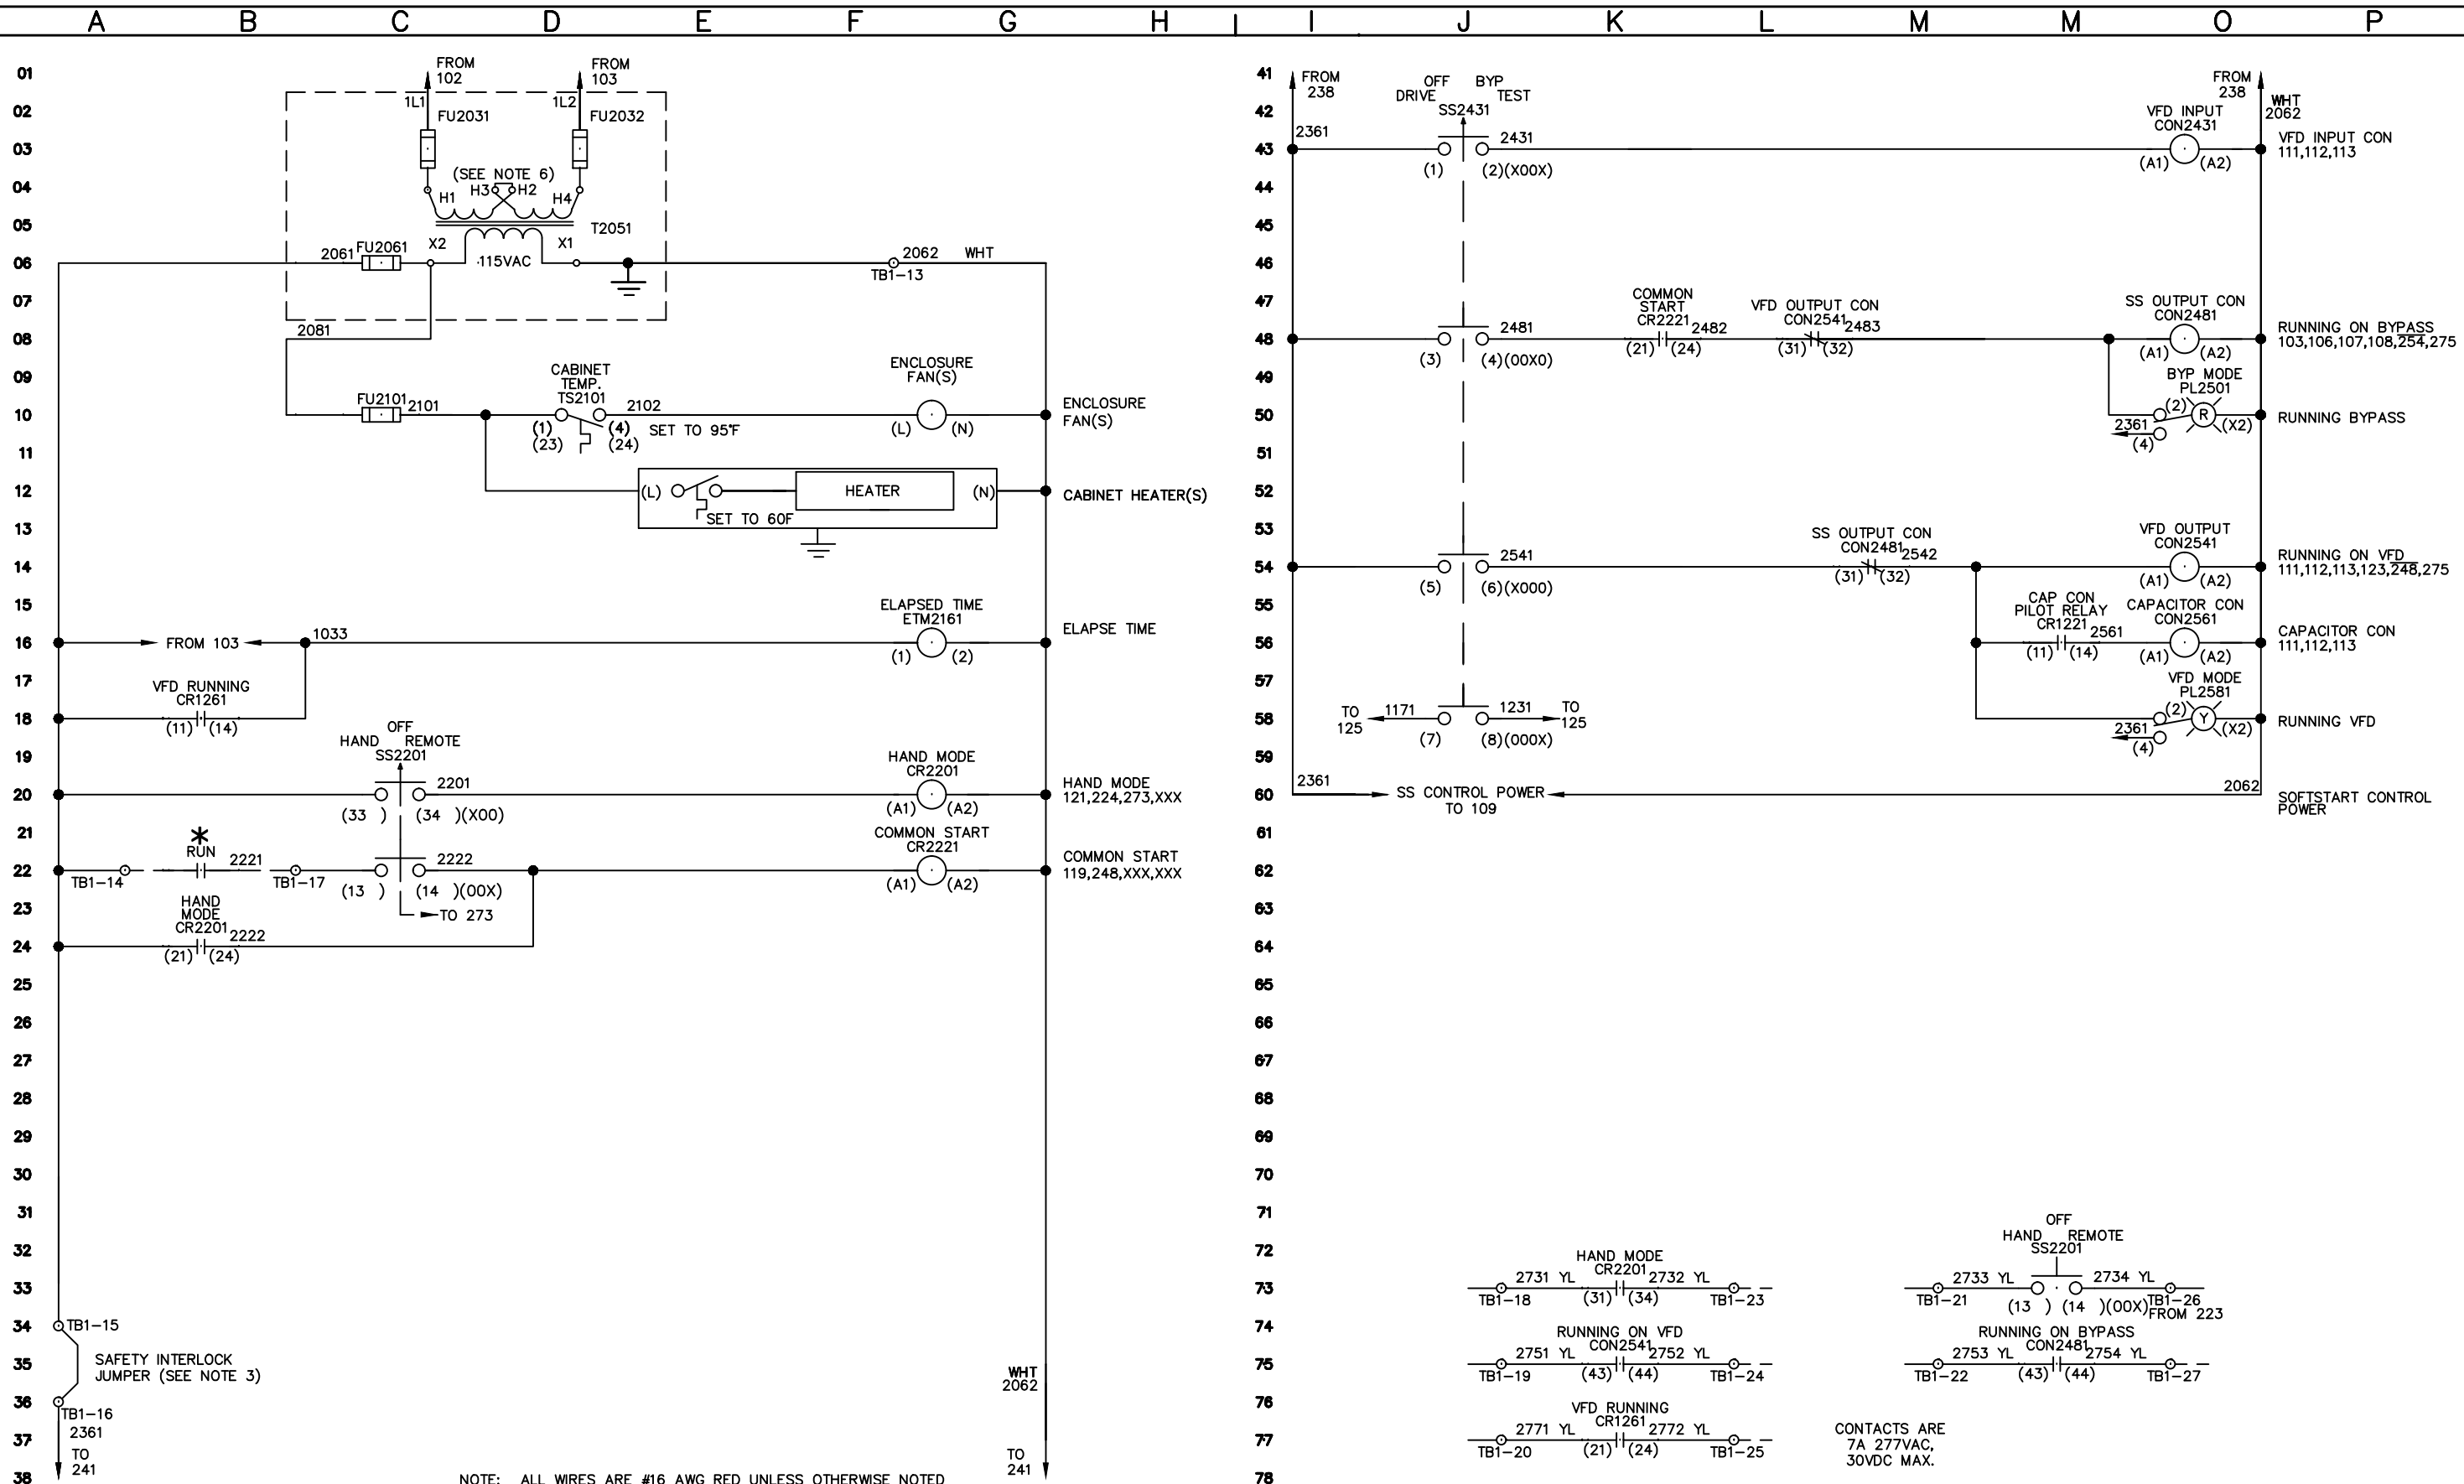 A B C D E F G H I J K L M M O P
01
FROM
102
FROM
103
02
1L1
FU2031
1L2
FU2032
03
(SEE NOTE 6)
04
H1 H3 H2 H4
05
T2051
X2 X1
06
2061 FU2061
115VAC
2062 WHT
TB1-13
07
08
2081
09
CABINET
TEMP.
TS2101
ENCLOSURE
FAN(S)
10
FU2101 2101
2102
(1) (4)
(23) (24)
SET TO 95°F
(L) (N)
ENCLOSURE
FAN(S)
11
12
(L) HEATER (N)
SET TO 60F
CABINET HEATER(S)
13
14
15
ELAPSED TIME
ETM2161
16
FROM 103
1033
(1) (2)
ELAPSE TIME
17
VFD RUNNING
CR1261
18
(11) (14)
OFF
HAND REMOTE
SS2201
19
HAND MODE
CR2201
20
2201
(33 ) (34 )(X00)
(A1) (A2)
HAND MODE
121,224,273,XXX
21
*
RUN
COMMON START
CR2221
22
TB1-14
2221
TB1-17
2222
(13 ) (14 )(00X)
(A1) (A2)
COMMON START
119,248,XXX,XXX
23
HAND
MODE
CR2201
TO 273
24
2222
(21) (24)
25
26
27
28
29
30
31
32
33
34
TB1-15
35
SAFETY INTERLOCK
JUMPER (SEE NOTE 3)
WHT
2062
36
TB1-16
2361
37
TO
241
TO
241
38
NOTE: ALL WIRES ARE #16 AWG RED UNLESS OTHERWISE NOTED
41
FROM
238
OFF BYP
DRIVE TEST
SS2431
FROM
238
WHT
2062
42
VFD INPUT
CON2431
43
2361
2431
(1) (2)(X00X)
(A1) (A2)
VFD INPUT CON
111,112,113
44
45
46
47
COMMON
START
CR2221
VFD OUTPUT CON
CON2541
SS OUTPUT CON
CON2481
48
2481
2482
2483
(3) (4)(00X0)
(21) (24)
(31) (32)
(A1) (A2)
RUNNING ON BYPASS
103,106,107,108,254,275
49
BYP MODE
PL2501
50
(2) R (X2)
2361
(4)
RUNNING BYPASS
51
52
53
SS OUTPUT CON
CON2481
VFD OUTPUT
CON2541
54
2541
2542
(5) (6)(X000)
(31) (32)
(A1) (A2)
RUNNING ON VFD
111,112,113,123,248,275
55
CAP CON
PILOT RELAY
CR1221
CAPACITOR CON
CON2561
56
2561
(11) (14)
(A1) (A2)
CAPACITOR CON
111,112,113
57
VFD MODE
PL2581
58
TO
125
1171
1231
TO
125
(7) (8)(000X)
(2) Y (X2)
2361
(4)
RUNNING VFD
59
60
2361
SS CONTROL POWER
TO 109
2062
SOFTSTART CONTROL
POWER
61
62
63
64
65
66
67
68
69
70
71
72
OFF
HAND REMOTE
SS2201
HAND MODE
CR2201
73
2731 YL 2732 YL
TB1-18 (31) (34) TB1-23
2733 YL 2734 YL
TB1-21 (13 ) (14 )(00X) TB1-26
FROM 223
74
RUNNING ON VFD
CON2541
RUNNING ON BYPASS
CON2481
75
2751 YL 2752 YL
TB1-19 (43) (44) TB1-24
2753 YL 2754 YL
TB1-22 (43) (44) TB1-27
76
VFD RUNNING
CR1261
77
2771 YL 2772 YL
TB1-20 (21) (24) TB1-25
CONTACTS ARE
7A 277VAC,
30VDC MAX.
78